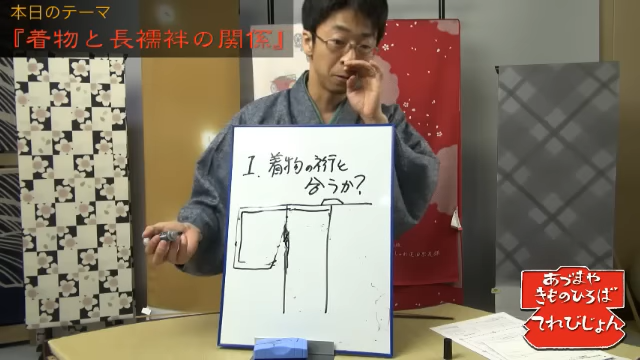 本日のテーマ
『着物と長襦袢の関係』
I. 着物の裄と
合うか?
あづまや
きものひろば
てれびじょん